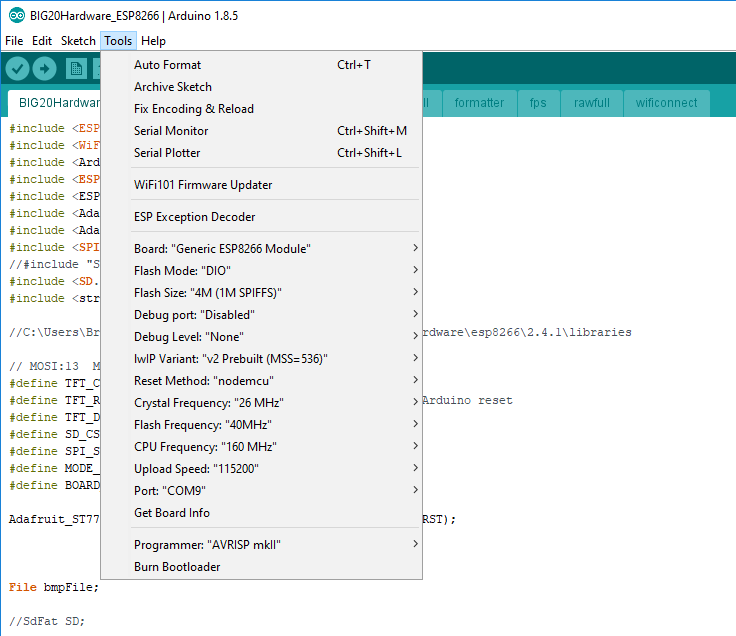 BIG20Hardware_ESP8266 | Arduino 1.8.5
File Edit Sketch Tools Help
BIG20Hardwar
ll formatter fps rawfull wificonnect
Auto Format Ctrl+T
Archive Sketch
Fix Encoding & Reload
Serial Monitor Ctrl+Shift+M
Serial Plotter Ctrl+Shift+L
WiFi101 Firmware Updater
ESP Exception Decoder
Board: "Generic ESP8266 Module"
Flash Mode: "DIO"
Flash Size: "4M (1M SPIFFS)"
Debug port: "Disabled"
Debug Level: "None"
lwIP Variant: "v2 Prebuilt (MSS=536)"
Reset Method: "nodemcu"
Crystal Frequency: "26 MHz"
Flash Frequency: "40MHz"
CPU Frequency: "160 MHz"
Upload Speed: "115200"
Port: "COM9"
Get Board Info
Programmer: "AVRISP mkII"
Burn Bootloader
#include <ESP
#include <WiF
#include <Ard
#include <ESP
#include <ESP
#include <Ada
#include <Ada
#include <SPI
//#include "S
#include <SD.
#include <str
//C:\Users\Br rdware\esp8266\2.4.1\libraries
// MOSI:13 M
#define TFT_C
#define TFT_R Arduino reset
#define TFT_D
#define SD_CS
#define SPI_S
#define MODE_
#define BOARD
Adafruit_ST77 RST);
File bmpFile;
//SdFat SD;